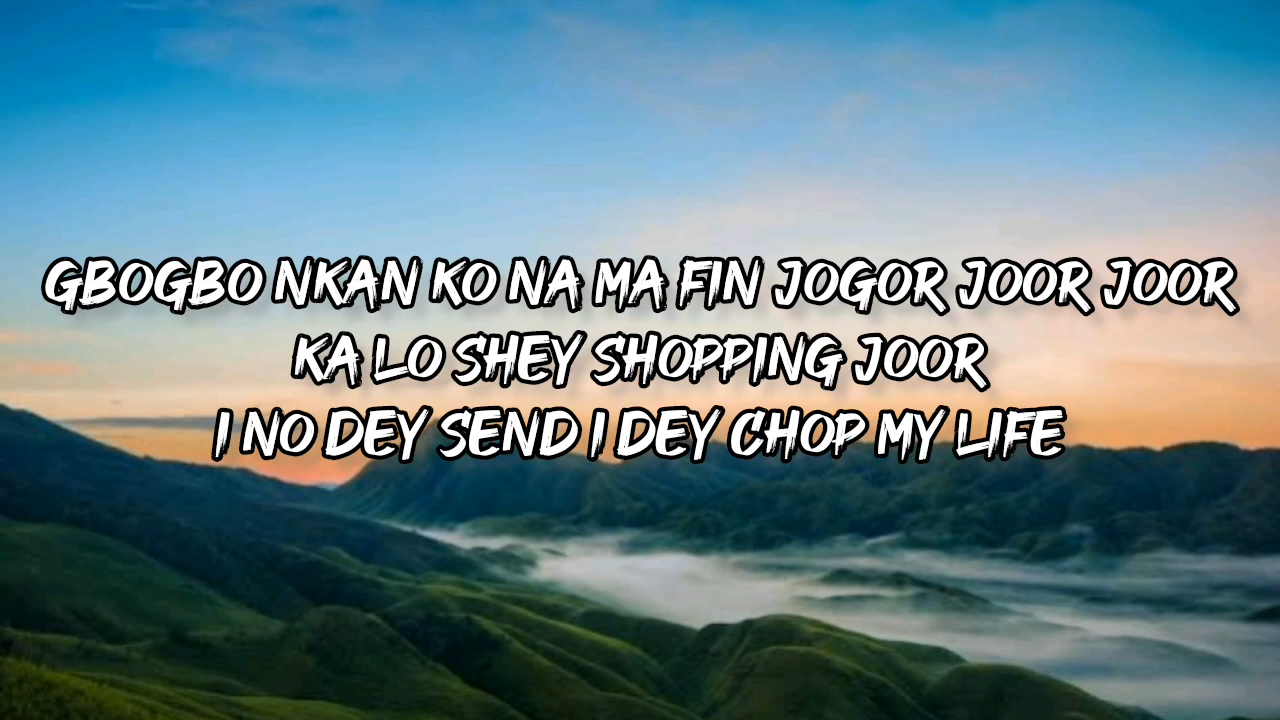 GBOGBO NKAN KO NA MA FIN JOGOR JOOR JOOR
KA LO SHEY SHOPPING JOOR
I NO DEY SEND I DEY CHOP MY LIFE